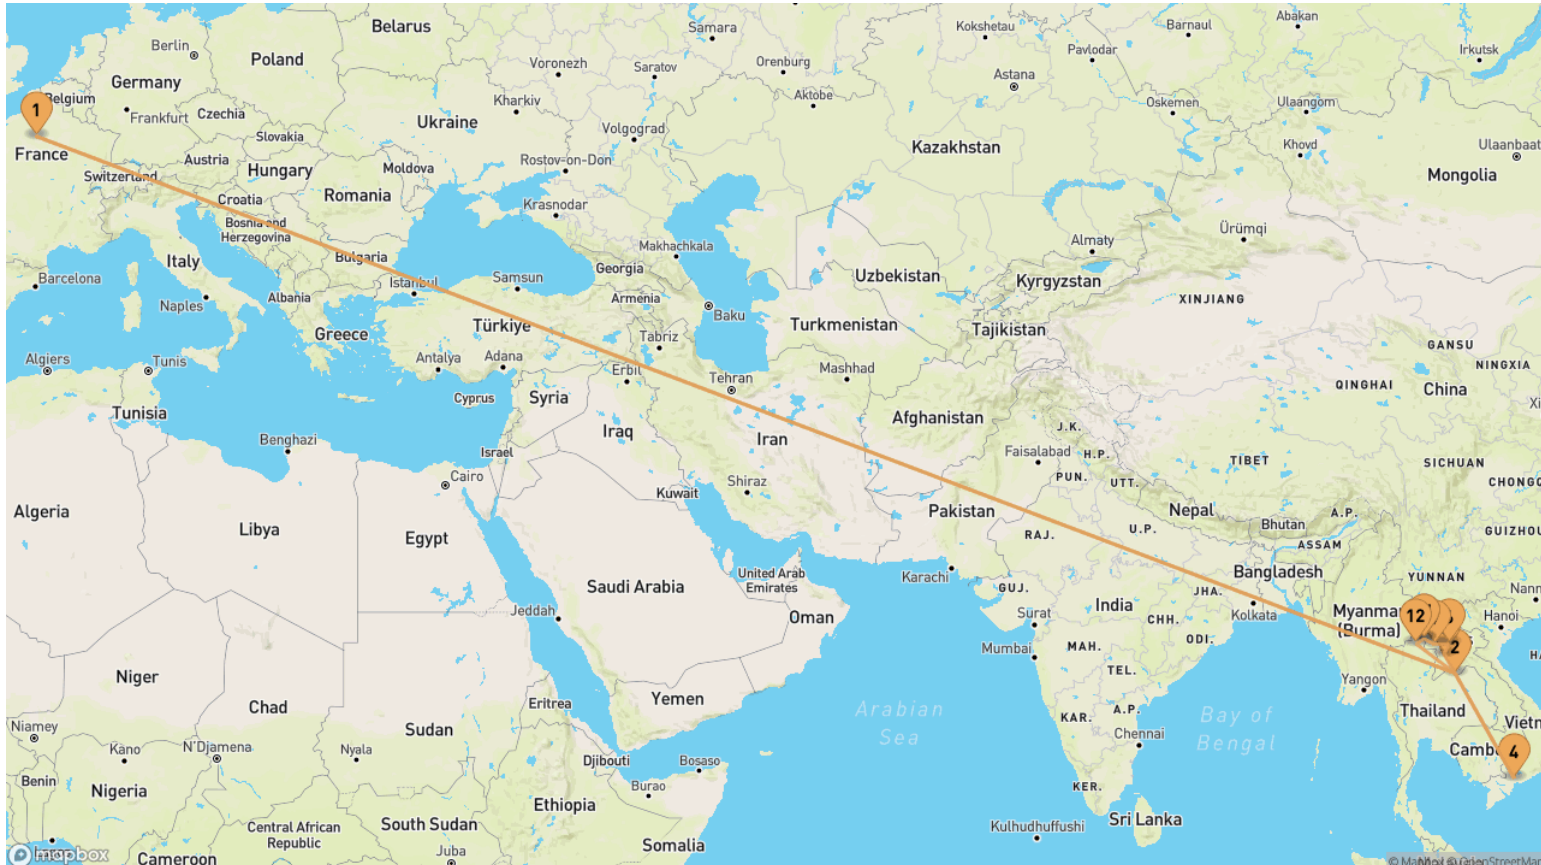 Belarus
Samara
Kokshetau
Barnaul
Abakan
Berlin
Poland
Voronezh
Saratov
Orenburg
Pavlodar
Irkutsk
Germany
Astana
1
Belgium
Frankfurt
Czechia
Kharkiv
Aktobe
Oskemen
Ulaangom
Ukraine
Volgograd
Slovakia
France
Austria
Hungary
Moldova
Rostov-on-Don
Kazakhstan
Khovd
Ulaanbaat
Switzerland
Romania
Croatia
Krasnodar
Mongolia
Bosnia and
Herzegovina
Makhachkala
Almaty
Ürümqi
Italy
Bulgaria
Barcelona
Istanbul
Samsun
Georgia
Uzbekistan
Kyrgyzstan
Naples
Albania
Armenia
XINJIANG
Greece
Türkiye
Baku
Turkmenistan
Tajikistan
Tabriz
GANSU
Algiers
Tunis
Antalya
Adana
Erbil
Tehran
Mashhad
NINGXIA
QINGHAI
China
Cyprus
Syria
Tunisia
Afghanistan
Xi
Benghazi
Iraq
Iran
J.K.
Israel
Faisalabad
H.P.
TIBET
SICHUAN
Cairo
Kuwait
Shiraz
PUN.
UTT.
CHONGQ
Algeria
Libya
Egypt
Pakistan
Nepal
Bhutan
A.P.
RAJ.
U.P.
ASSAM
GUIZHOU
United Arab
Emirates
Karachi
Bangladesh
YUNNAN
Saudi Arabia
GUJ.
JHA.
Nann
Jeddah
Oman
Surat
India
CHH.
Kolkata
Myanmar
(Burma)
12
Hanoi
Mumbai
MAH.
ODI.
2
HA
Niger
TEL.
Yangon
Chad
Eritrea
Yemen
Arabian
Sea
KAR.
A.P.
Bay of
Bengal
Thailand
Vietn
Niamey
Kano
N'Djamena
Nyala
Sudan
Chennai
Camb
4
Benin
Nigeria
Djibouti
Bosaso
KER.
Burao
Ethiopia
Central African
Republic
South Sudan
Sri Lanka
Kulhudhuffushi
Somalia
Juba
Cameroon
mapbox